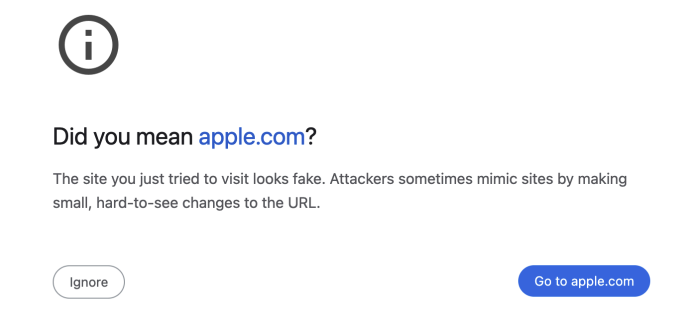 Did you mean apple.com?
The site you just tried to visit looks fake. Attackers sometimes mimic sites by making
small, hard-to-see changes to the URL.
Ignore
Go to apple.com